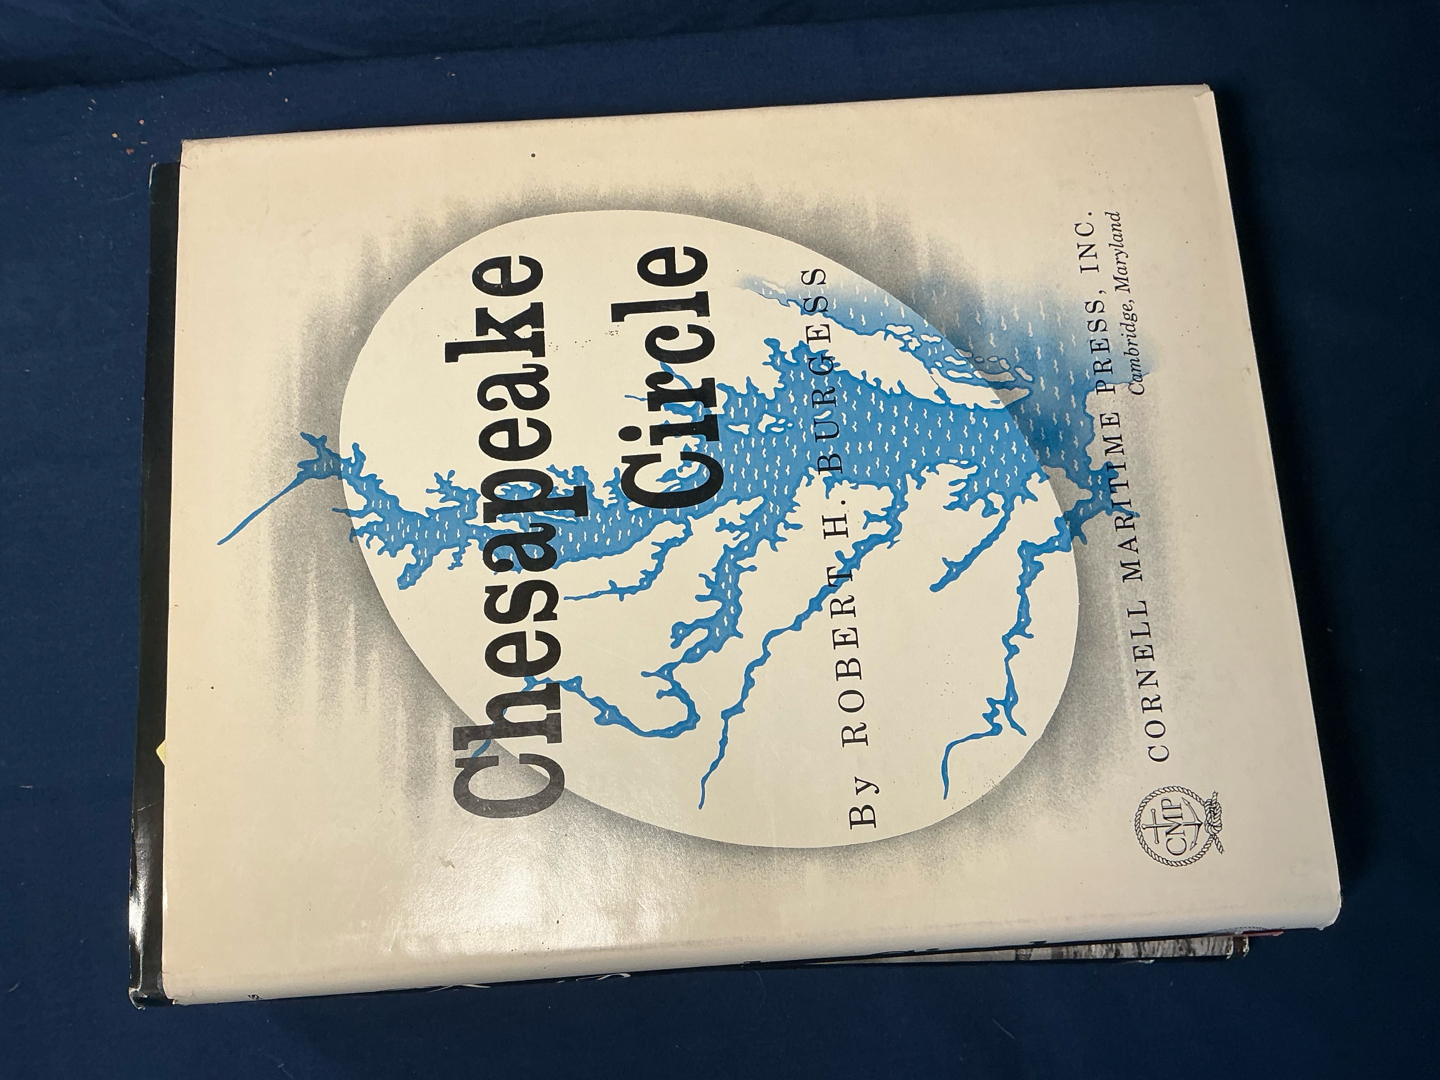 Chesapeake
Circle
By ROBERT H. BURGESS
CMP
CORNELL MARITIME PRESS, INC.
Cambridge, Maryland